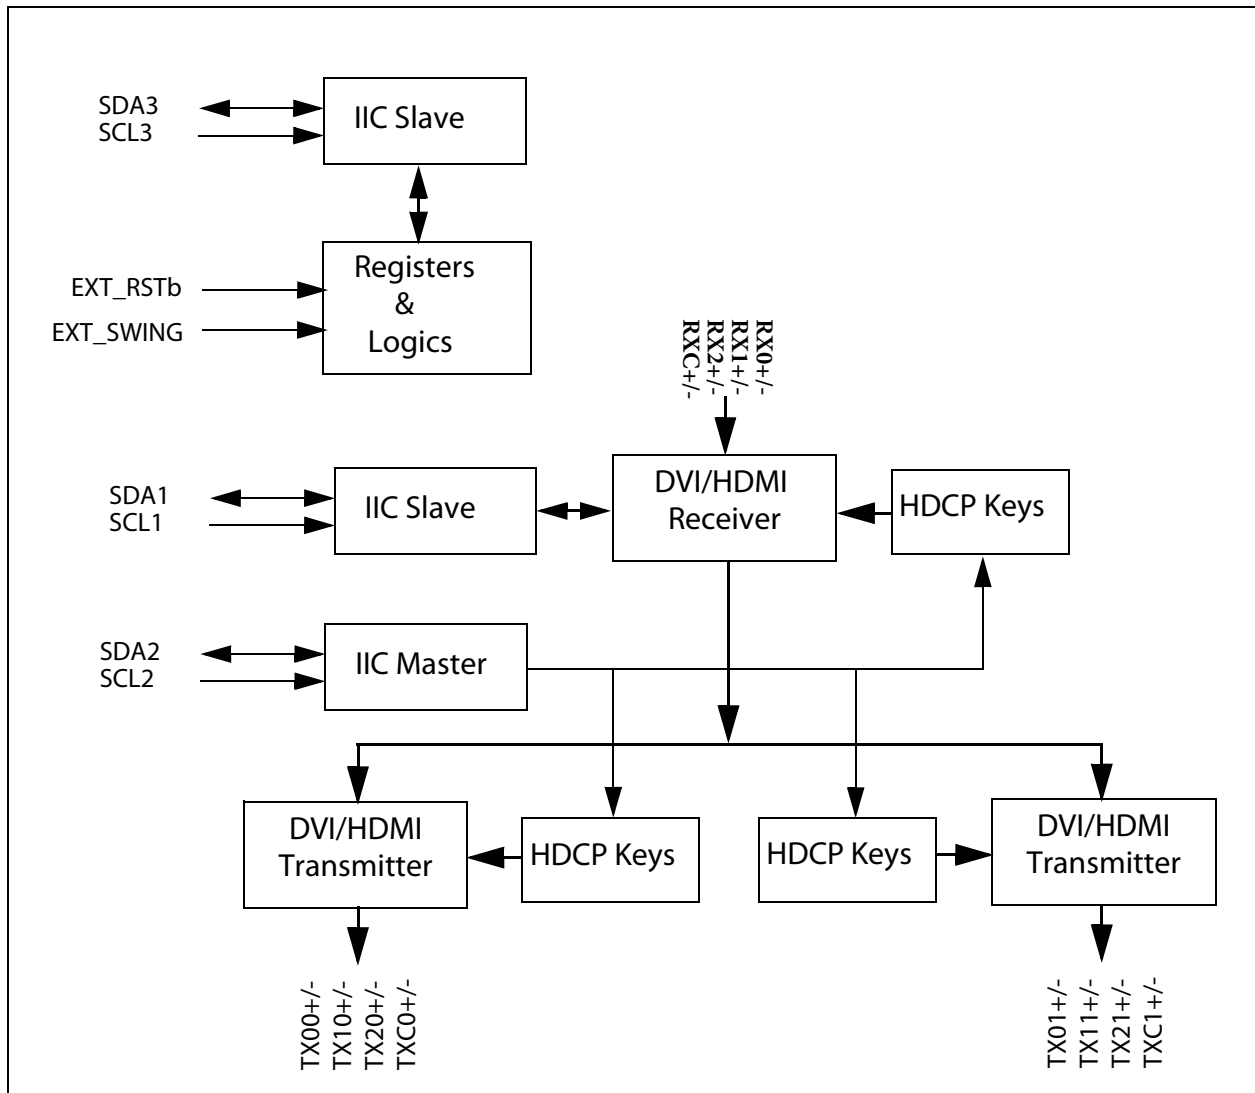 SDA3
SCL3
IIC Slave
EXT_RSTb
EXT_SWING
Registers
&
Logics
RX0+/-
RX1+/-
RX2+/-
RXC+/-
SDA1
SCL1
IIC Slave
DVI/HDMI
Receiver
HDCP Keys
SDA2
SCL2
IIC Master
DVI/HDMI
Transmitter
HDCP Keys
HDCP Keys
DVI/HDMI
Transmitter
TX00+/-
TX10+/-
TX20+/-
TXC0+/-
TX01+/-
TX11+/-
TX21+/-
TXC1+/-